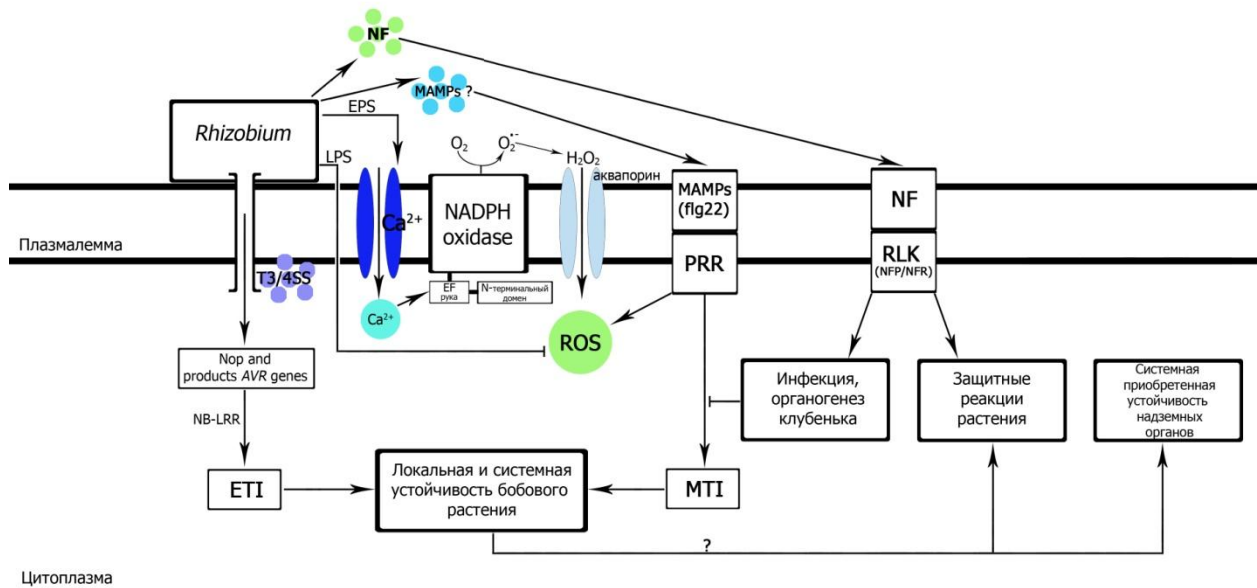 NF
MAMPs ?
Rhizobium
EPS
LPS
O₂
O₂•-
H₂O₂
аквапорин
Ca²⁺
NADPH
oxidase
MAMPs
(flg22)
PRR
NF
RLK
(NFP/NFR)
Плазмалемма
T3/4SS
EF
рука
N-терминальный
домен
Ca²⁺
ROS
Nop and
products AVR genes
NB-LRR
Инфекция,
органогенез
клубенька
Защитные
реакции
растения
Системная
приобретенная
устойчивость
надземных
органов
ETI
Локальная и системная
устойчивость бобового
растения
MTI
?
Цитоплазма